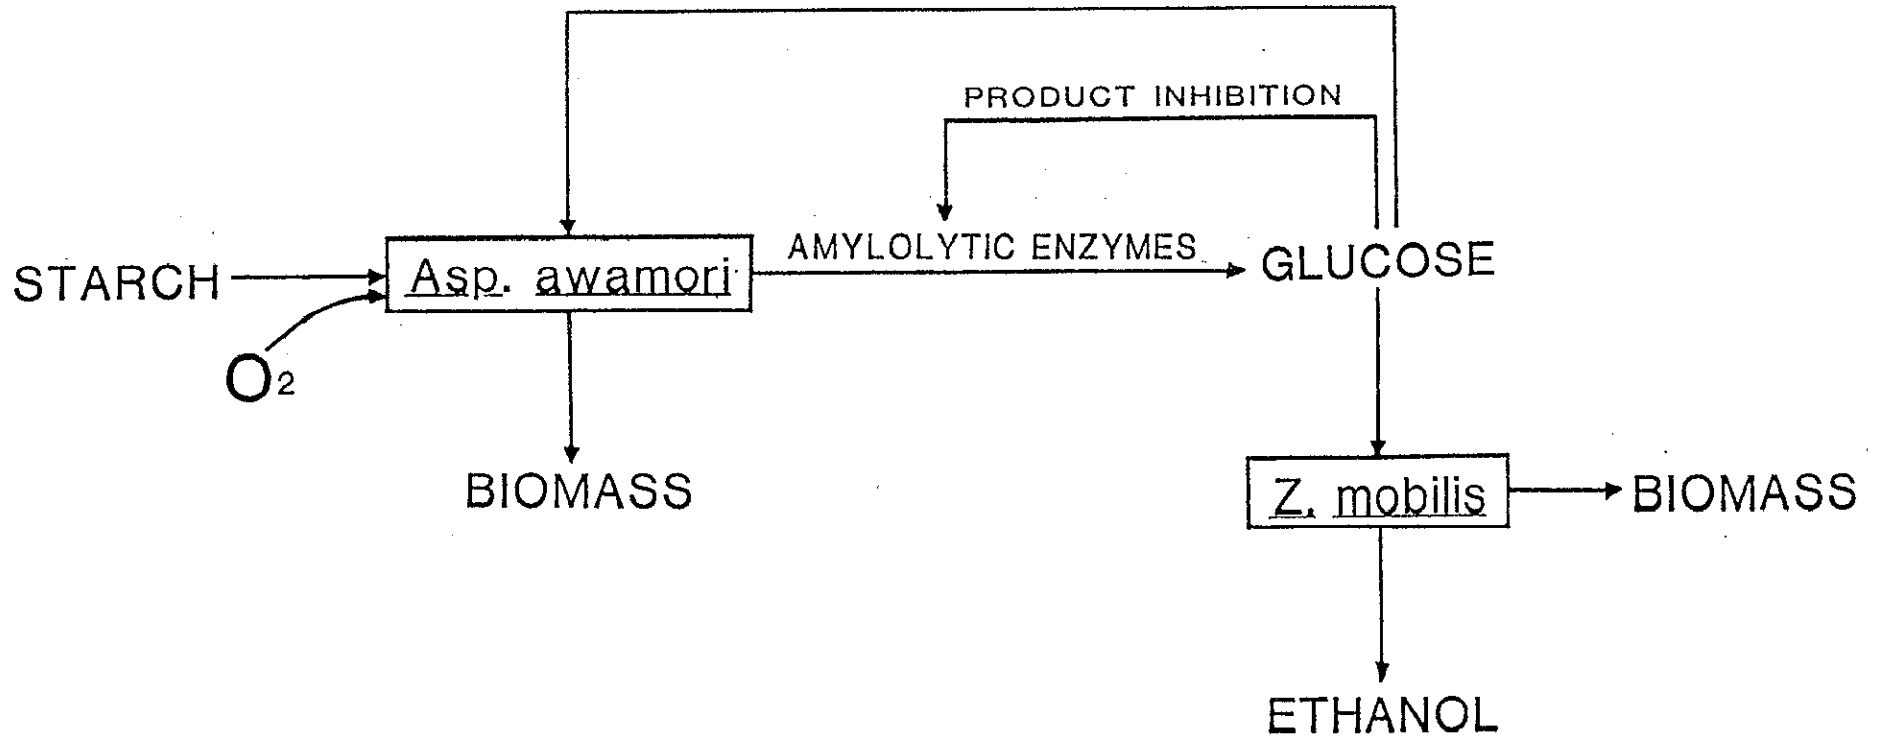 PRODUCT INHIBITION
AMYLOLYTIC ENZYMES
STARCH
Asp. awamori
GLUCOSE
O2
BIOMASS
Z. mobilis
BIOMASS
ETHANOL